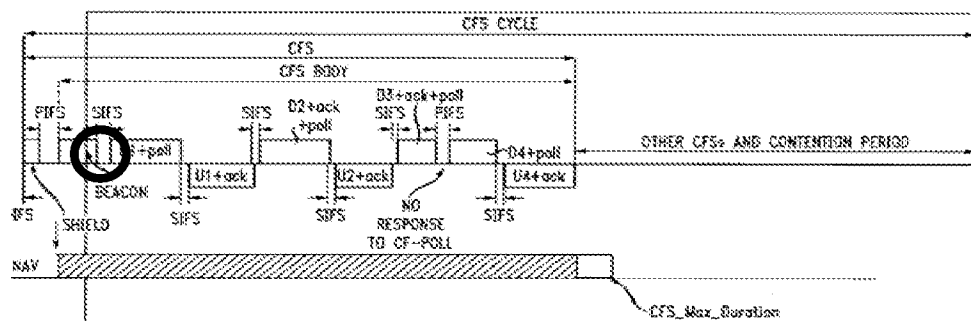 CFS CYCLE
CFS
CFS BODY
PIFS SIFS SIFS D2+ack +poll SIFS D3+ack+poll PIFS
+poll D4+poll OTHER CFSs AND CONTENTION PERIOD
U1+ack U2+ack U4+ack
BEACON
IFS SHIELD SIFS SIFS NO RESPONSE TO CF-POLL SIFS
NAV
CFS_Max_Duration